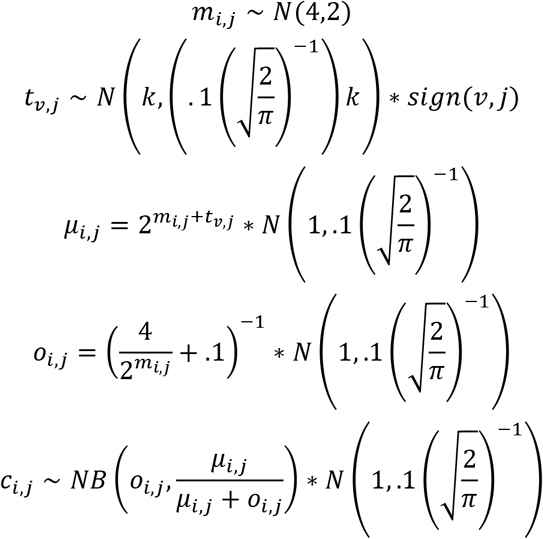 m_{i,j} ~ N(4,2)
t_{v,j} ~ N(k, (.1(√(2/π))^{-1})k) * sign(v,j)
μ_{i,j} = 2^{m_{i,j}+t_{v,j}} * N(1, .1(√(2/π))^{-1})
o_{i,j} = (4/2^{m_{i,j}} + .1)^{-1} * N(1, .1(√(2/π))^{-1})
c_{i,j} ~ NB(o_{i,j}, μ_{i,j}/(μ_{i,j} + o_{i,j})) * N(1, .1(√(2/π))^{-1})